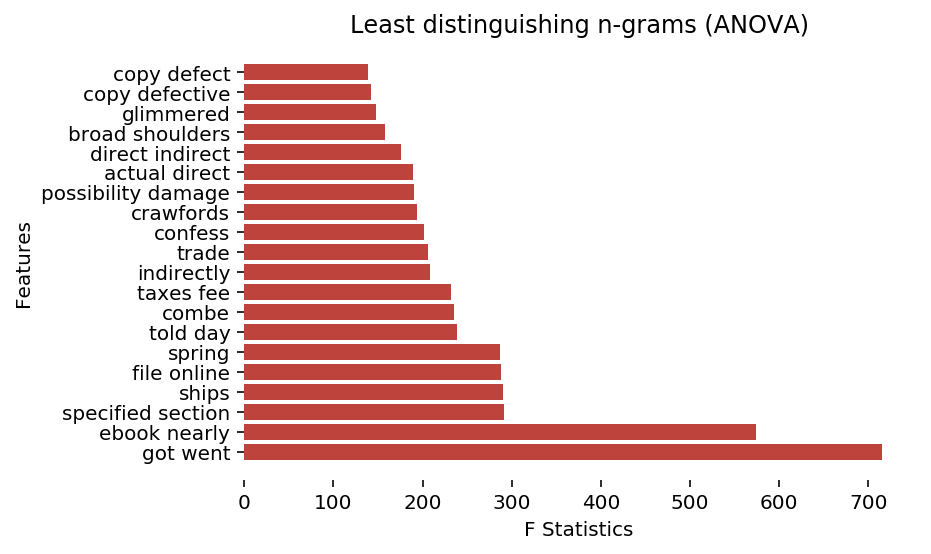 Least distinguishing n-grams (ANOVA)
copy defect
copy defective
glimmered
broad shoulders
direct indirect
actual direct
possibility damage
crawfords
confess
trade
indirectly
taxes fee
combe
told day
spring
file online
ships
specified section
ebook nearly
got went
Features
0 100 200 300 400 500 600 700
F Statistics